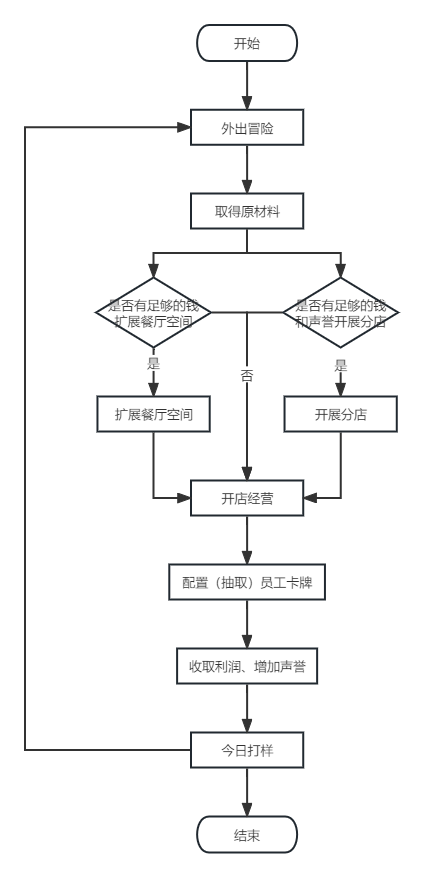 开始
外出冒险
取得原材料
是否有足够的钱
扩展餐厅空间
是否有足够的钱
和声誉开展分店
是
是
否
扩展餐厅空间
开展分店
开店经营
配置（抽取）员工卡牌
收取利润、增加声誉
今日打样
结束